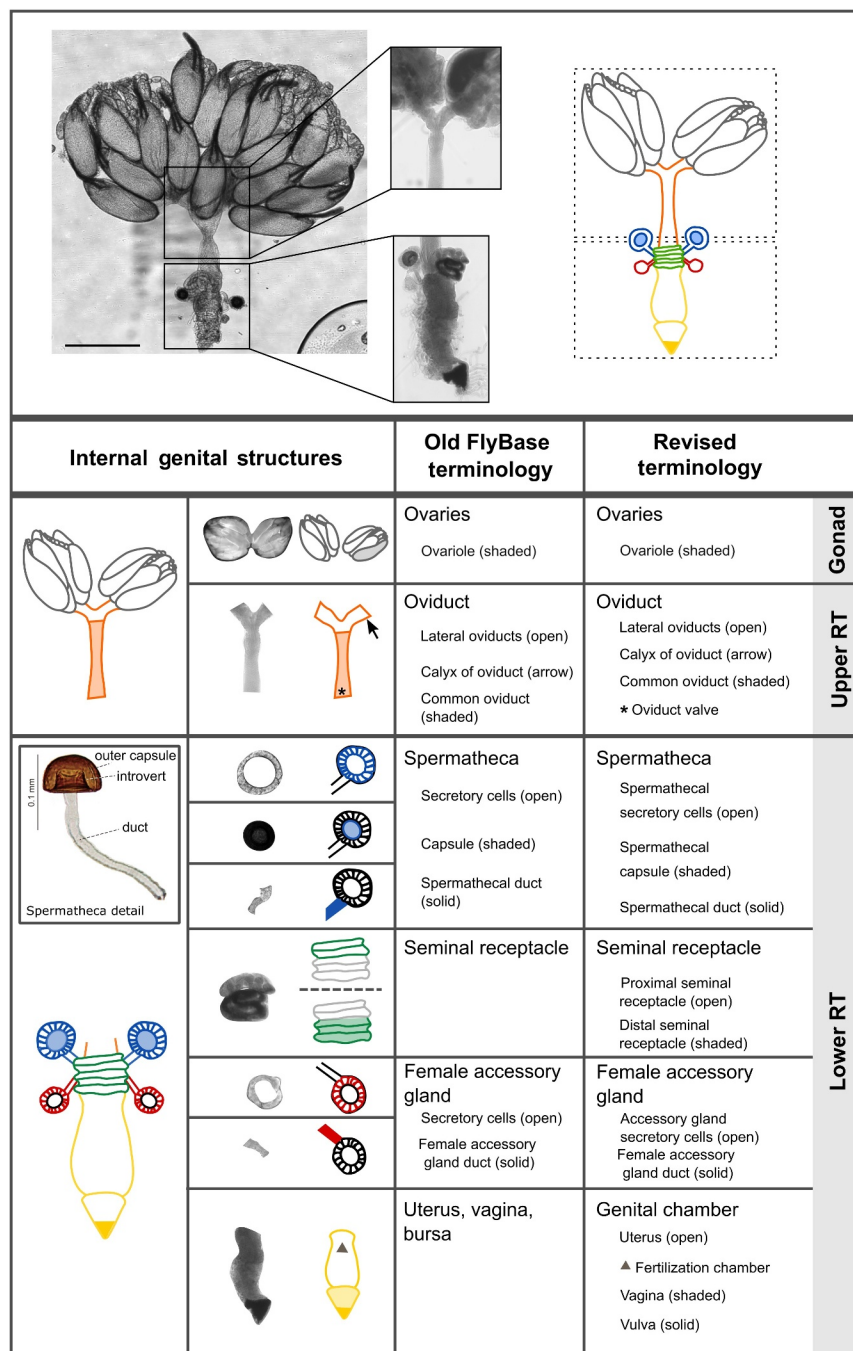 Internal genital structures
Old FlyBase
terminology
Revised
terminology
Ovaries
Ovariole (shaded)
Ovaries
Ovariole (shaded)
Gonad
Oviduct
Lateral oviducts (open)
Calyx of oviduct (arrow)
Common oviduct
(shaded)
Oviduct
Lateral oviducts (open)
Calyx of oviduct (arrow)
Common oviduct (shaded)
* Oviduct valve
Upper RT
*
outer capsule
introvert
0.1 mm
duct
Spermatheca detail
Spermatheca
Secretory cells (open)
Capsule (shaded)
Spermathecal duct
(solid)
Spermatheca
Spermathecal
secretory cells (open)
Spermathecal
capsule (shaded)
Spermathecal duct (solid)
Seminal receptacle
Seminal receptacle
Proximal seminal
receptacle (open)
Distal seminal
receptacle (shaded)
Lower RT
Female accessory
gland
Secretory cells (open)
Female accessory
gland duct (solid)
Female accessory
gland
Accessory gland
secretory cells (open)
Female accessory
gland duct (solid)
Uterus, vagina,
bursa
Genital chamber
Uterus (open)
▲ Fertilization chamber
Vagina (shaded)
Vulva (solid)